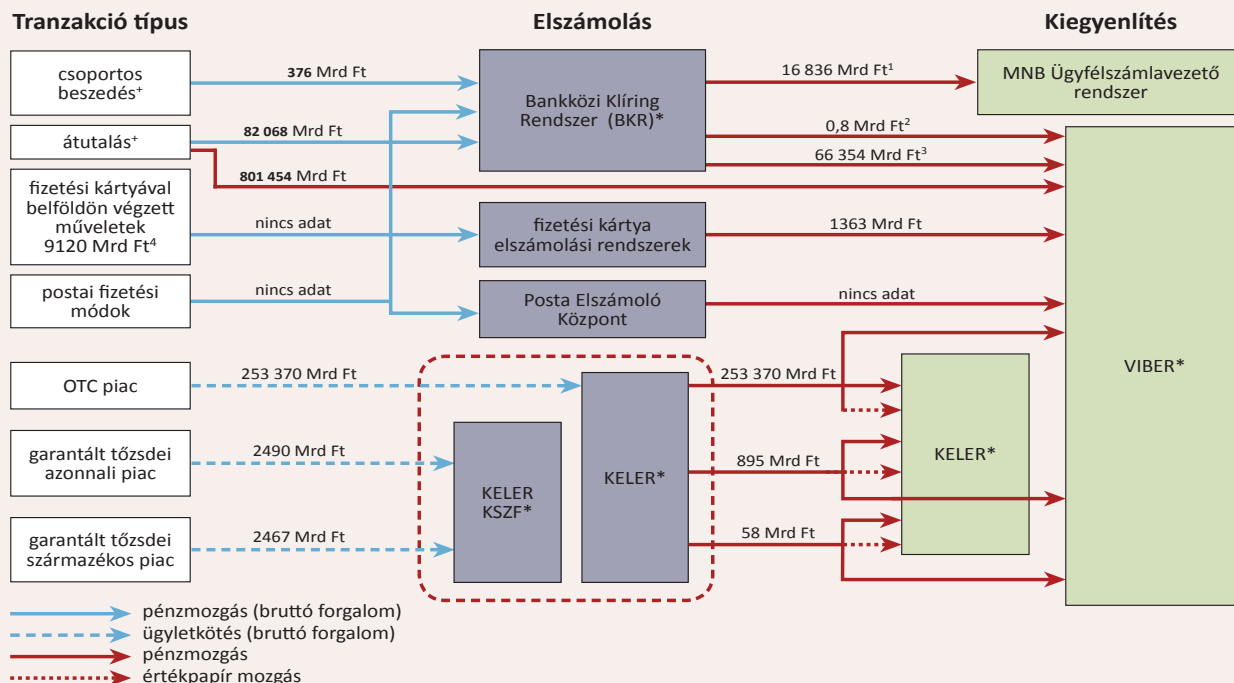 Tranzakció típus
Elszámolás
Kiegyenlítés
csoportos
beszedés⁺
376 Mrd Ft
Bankközi Klíring
Rendszer (BKR)*
16 836 Mrd Ft¹
MNB Ügyfélszámlavezető
rendszer
átutalás⁺
82 068 Mrd Ft
0,8 Mrd Ft²
66 354 Mrd Ft³
801 454 Mrd Ft
fizetési kártyával
belföldön végzett
műveletek
9120 Mrd Ft⁴
nincs adat
fizetési kártya
elszámolási rendszerek
1363 Mrd Ft
postai fizetési
módok
nincs adat
Posta Elszámoló
Központ
nincs adat
VIBER*
OTC piac
253 370 Mrd Ft
253 370 Mrd Ft
garantált tőzsdei
azonnali piac
2490 Mrd Ft
KELER
KSZF*
KELER*
895 Mrd Ft
KELER*
garantált tőzsdei
származékos piac
2467 Mrd Ft
58 Mrd Ft
pénzmozgás (bruttó forgalom)
ügyletkötés (bruttó forgalom)
pénzmozgás
értékpapír mozgás